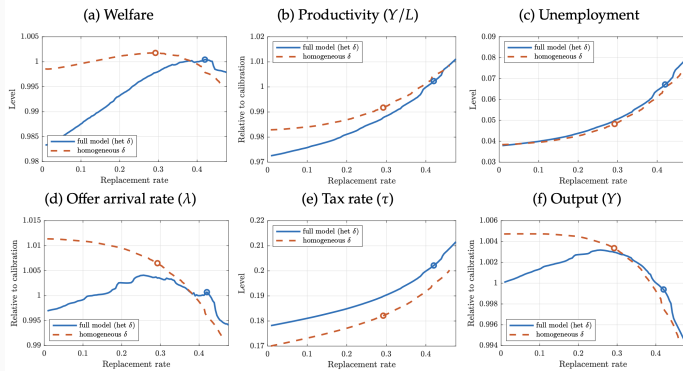 (a) Welfare
(b) Productivity (Y/L)
(c) Unemployment
1.005
1
0.995
0.99
0.985
0.98
Level
full model (het δ)
homogeneous δ
0
0.1
0.2
0.3
0.4
Replacement rate
1.02
1.01
1
0.99
0.98
0.97
Relative to calibration
full model (het δ)
homogeneous δ
0
0.1
0.2
0.3
0.4
Replacement rate
0.09
0.08
0.07
0.06
0.05
0.04
0.03
Level
full model (het δ)
homogeneous δ
0
0.1
0.2
0.3
0.4
Replacement rate
(d) Offer arrival rate (λ)
(e) Tax rate (τ)
(f) Output (Y)
1.015
1.01
1.005
1
0.995
0.99
Relative to calibration
full model (het δ)
homogeneous δ
0
0.1
0.2
0.3
0.4
Replacement rate
0.22
0.21
0.2
0.19
0.18
0.17
Level
full model (het δ)
homogeneous δ
0
0.1
0.2
0.3
0.4
Replacement rate
1.006
1.004
1.002
1
0.998
0.996
0.994
Relative to calibration
full model (het δ)
homogeneous δ
0
0.1
0.2
0.3
0.4
Replacement rate